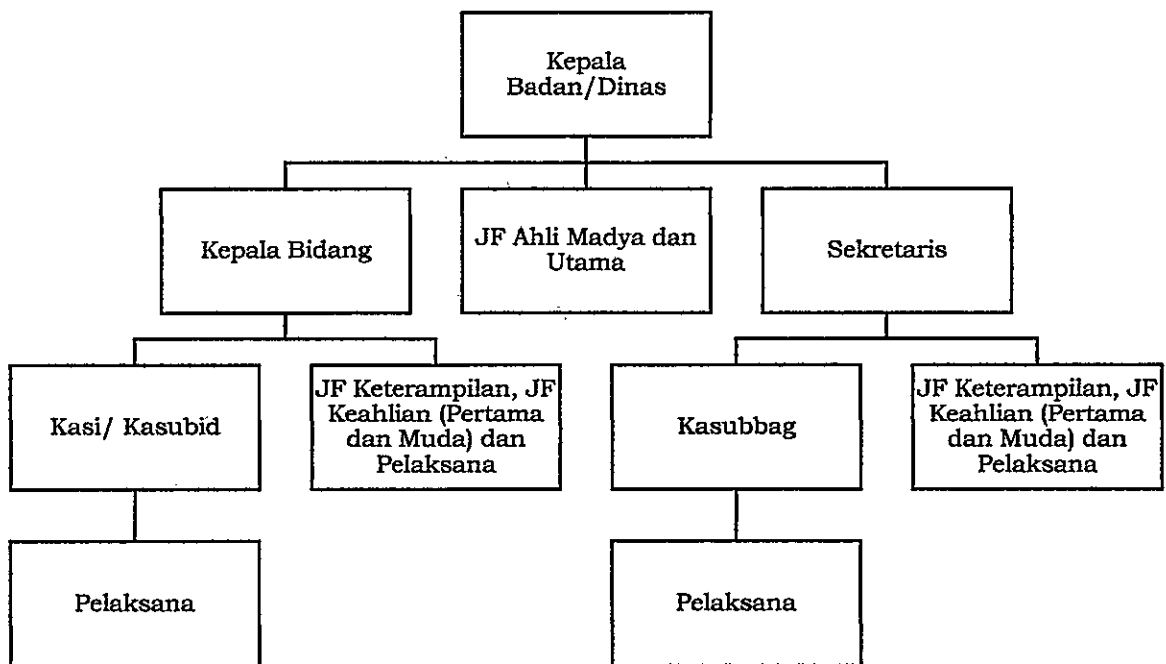 Kepala
Badan/Dinas
Kepala Bidang
JF Ahli Madya dan
Utama
Sekretaris
Kasi/ Kasubid
JF Keterampilan, JF
Keahlian (Pertama
dan Muda) dan
Pelaksana
Kasubbag
JF Keterampilan, JF
Keahlian (Pertama
dan Muda) dan
Pelaksana
Pelaksana
Pelaksana